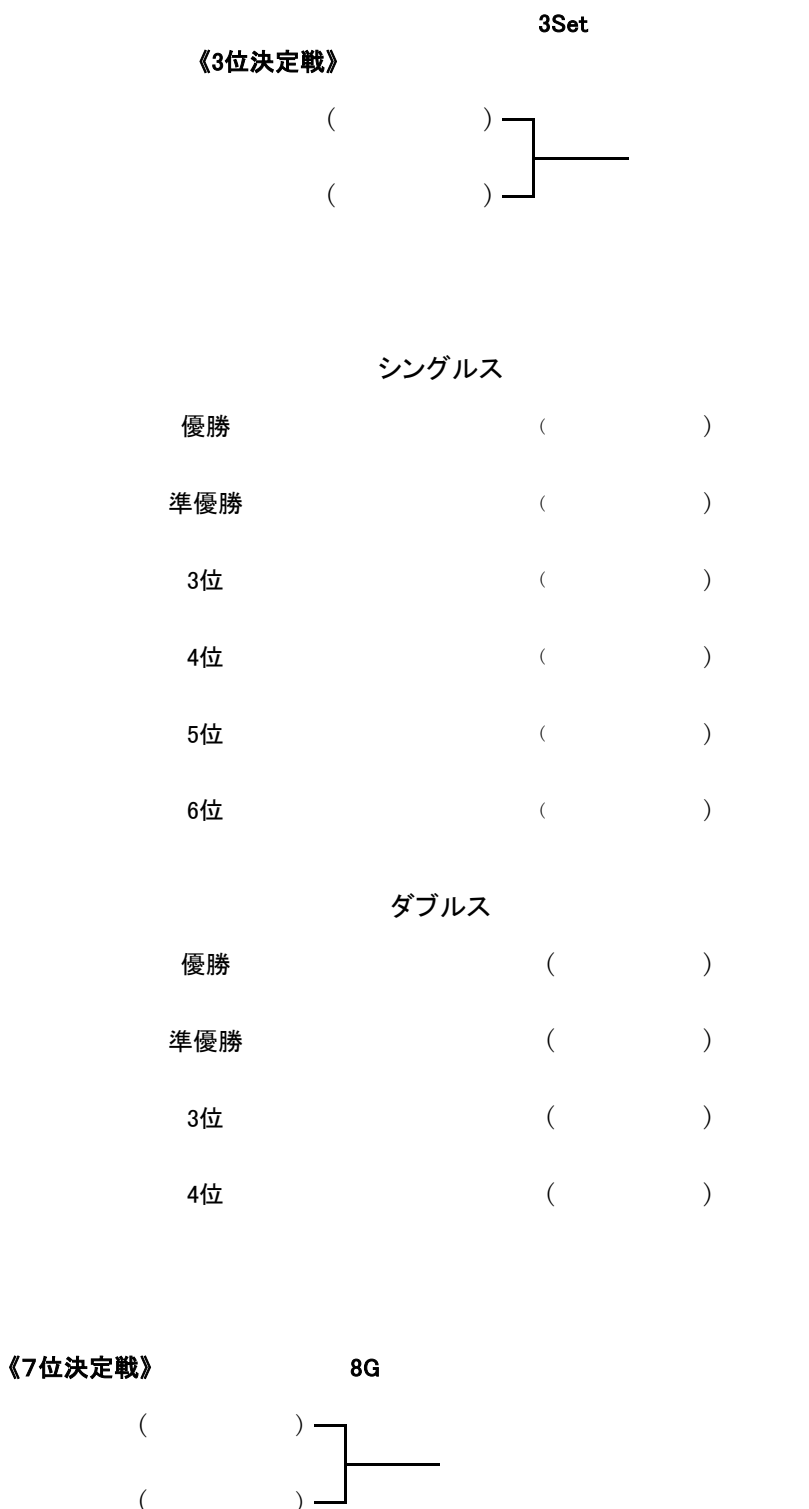 3Set
《3位決定戦》
(　　　　　)
(　　　　　)
シングルス
優勝　(　　　　　)
準優勝　(　　　　　)
3位　(　　　　　)
4位　(　　　　　)
5位　(　　　　　)
6位　(　　　　　)
ダブルス
優勝　(　　　　　)
準優勝　(　　　　　)
3位　(　　　　　)
4位　(　　　　　)
《7位決定戦》　8G
(　　　　　)
(　　　　　)